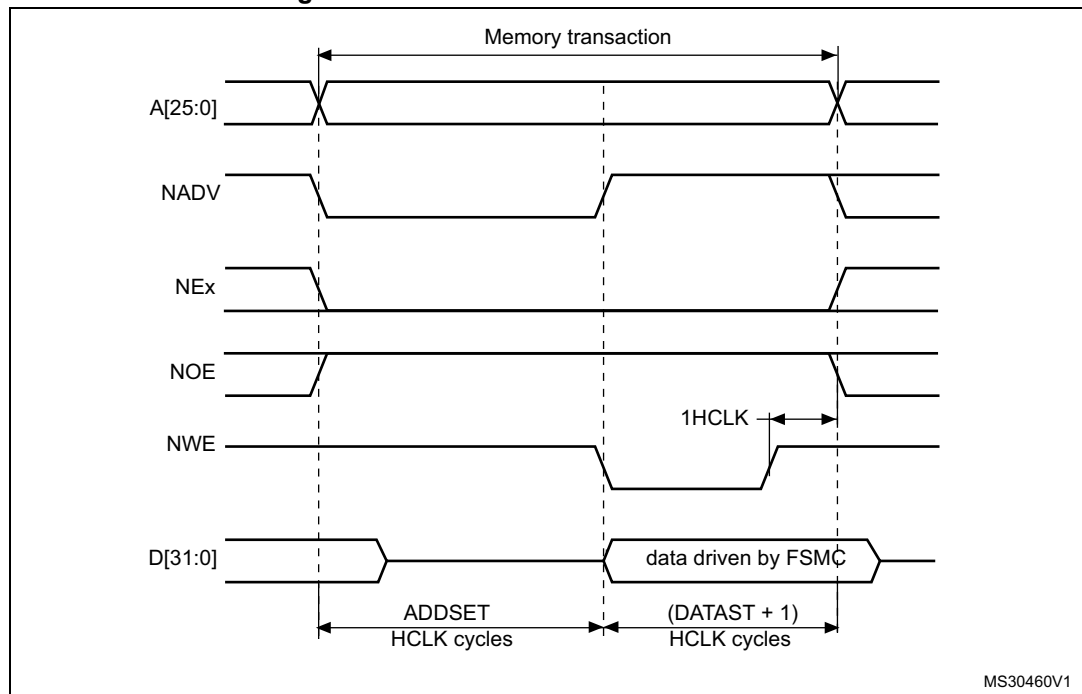 Memory transaction
A[25:0]
NADV
NEx
NOE
1HCLK
NWE
D[31:0]
data driven by FSMC
ADDSET
HCLK cycles
(DATAST + 1)
HCLK cycles
MS30460V1